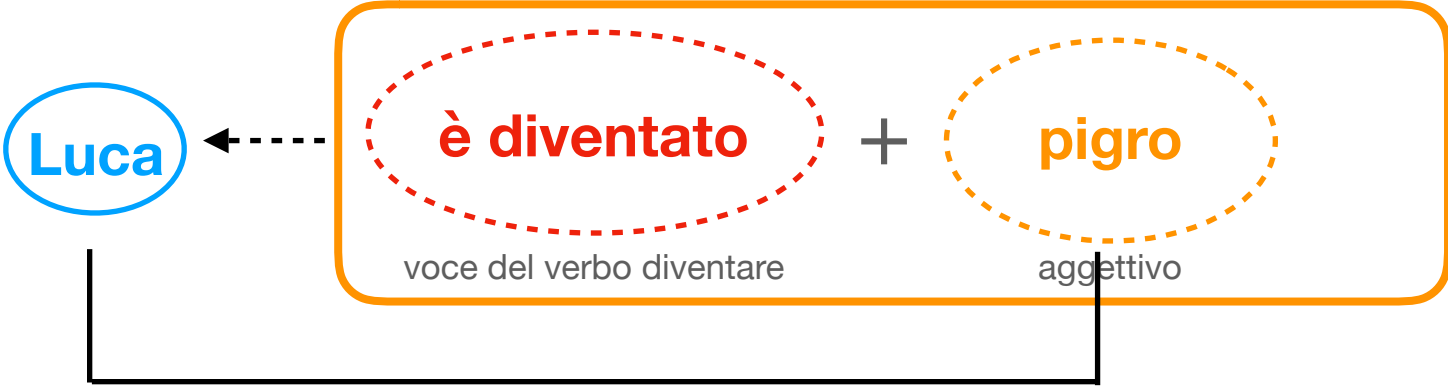 Luca è diventato + pigro
voce del verbo diventare aggettivo